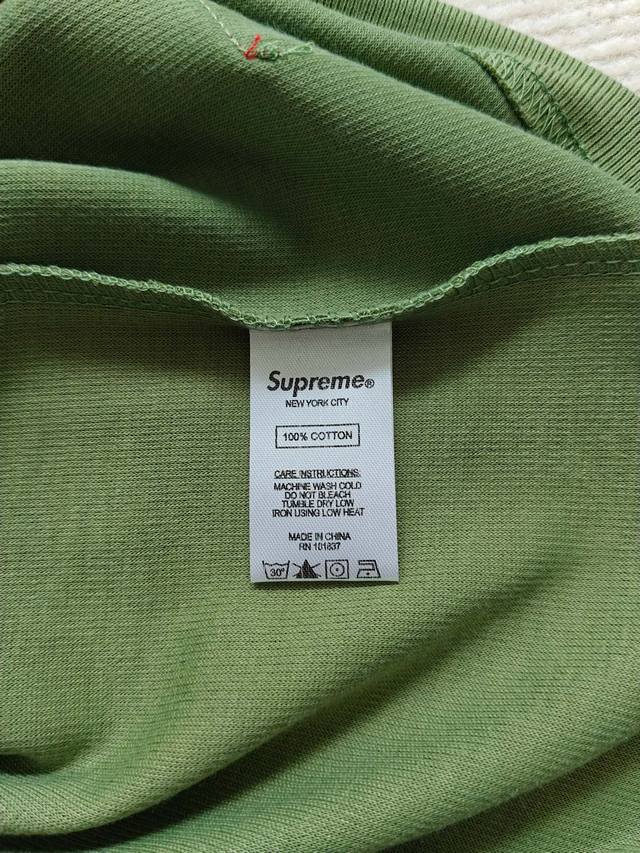 Supreme®
NEW YORK CITY
100% COTTON
CARE INSTRUCTIONS:
MACHINE WASH COLD
DO NOT BLEACH
TUMBLE DRY LOW
IRON USING LOW HEAT
MADE IN CHINA
RN 101837
30°